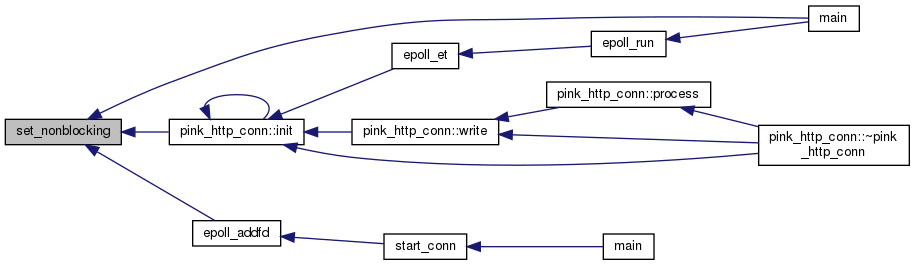 main
epoll_run
epoll_et
pink_http_conn::process
set_nonblocking
pink_http_conn::init
pink_http_conn::write
pink_http_conn::~pink
_http_conn
epoll_addfd
start_conn
main